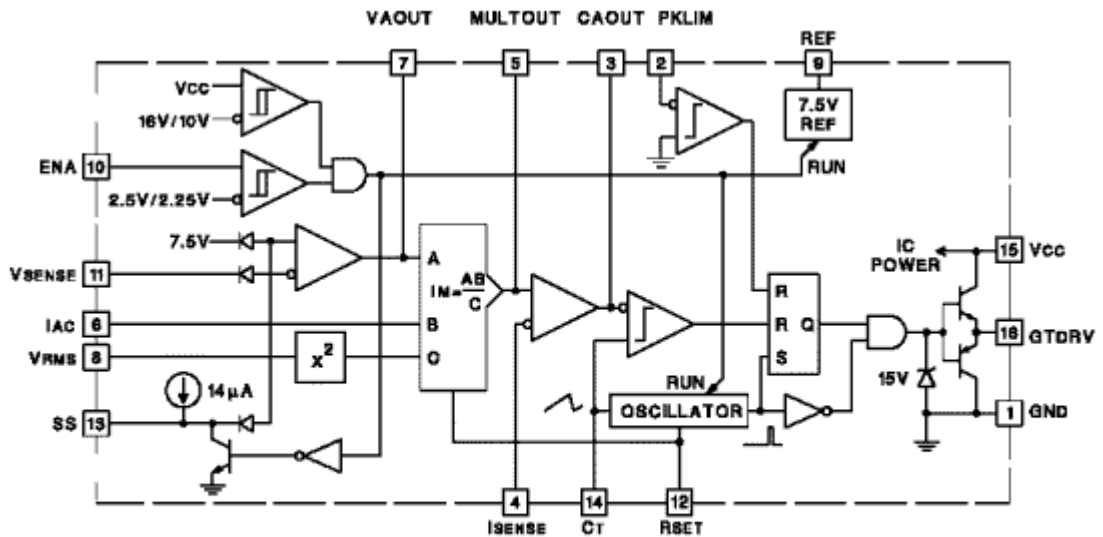 VAOUT MULTOUT CAOUT PKLIM
REF
7 5 3 2 9
VCC
16V/10V
7.5V
REF
ENA 10
RUN
2.5V/2.25V
7.5V
IC
POWER
15 VCC
VSENSE 11
A
IM=AB/C
R
IAC 6
B
R Q
16 GTDRV
VRMS 8
X²
C
S
15V
14µA
RUN
SS 13
OSCILLATOR
1 GND
4 14 12
ISENSE CT RSET